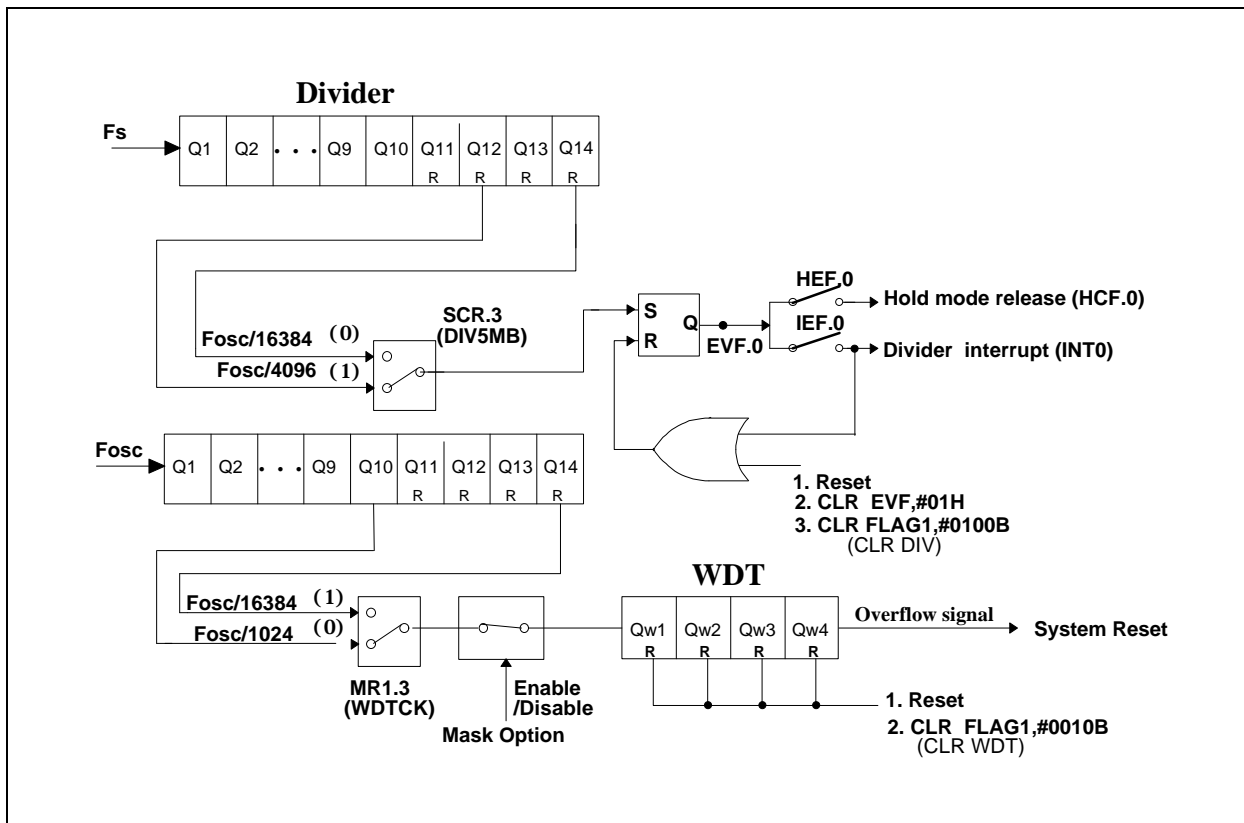 Divider
Fs
Q1 Q2 . . . Q9 Q10 Q11 Q12 Q13 Q14
R R R R
HEF.0
Hold mode release (HCF.0)
SCR.3
(DIV5MB)
S
Q
R
EVF.0
IEF.0
Divider interrupt (INT0)
Fosc/16384 (0)
Fosc/4096 (1)
Fosc
Q1 Q2 . . . Q9 Q10 Q11 Q12 Q13 Q14
R R R R
1. Reset
2. CLR EVF,#01H
3. CLR FLAG1,#0100B
(CLR DIV)
WDT
Fosc/16384 (1)
Fosc/1024 (0)
Qw1 Qw2 Qw3 Qw4
R R R R
Overflow signal
System Reset
MR1.3
(WDTCK)
Enable
/Disable
Mask Option
1. Reset
2. CLR FLAG1,#0010B
(CLR WDT)